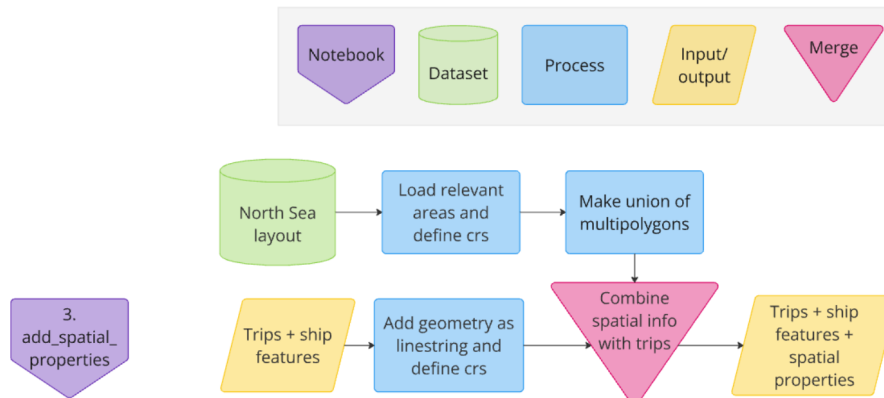 Notebook
Dataset
Process
Input/
output
Merge
North Sea
layout
Load relevant
areas and
define crs
Make union of
multipolygons
3.
add_spatial_
properties
Trips + ship
features
Add geometry as
linestring and
define crs
Combine
spatial info
with trips
Trips + ship
features +
spatial
properties